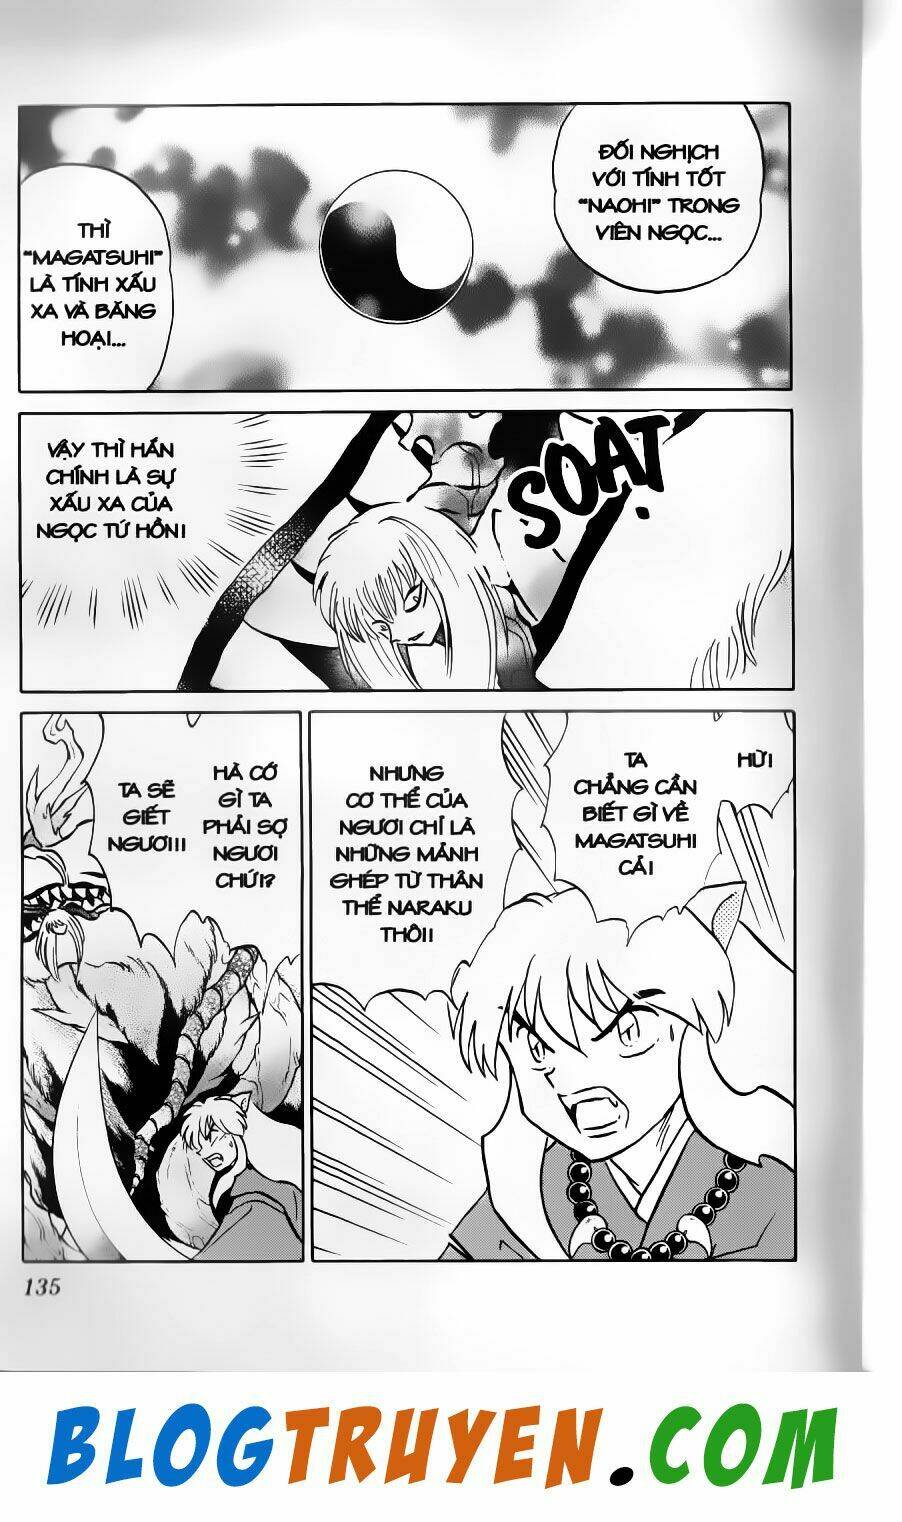 ĐỐI NGHỊCH
VỚI TÍNH TỐT
“NAOHI” TRONG
VIÊN NGỌC...
THÌ
“MAGATSUHI”
LÀ TÍNH XẤU
XA VÀ BĂNG
HOẠI...
SOẠT
VẬY THÌ HẮN
CHÍNH LÀ SỰ
XẤU XA CỦA
NGỌC TỨ HỒN!
HỪ!
TA
CHẲNG CẦN
BIẾT GÌ VỀ
MAGATSUHI
CẢ!
NHƯNG
CƠ THỂ CỦA
NGƯƠI CHỈ LÀ
NHỮNG MẢNH
GHÉP TỪ THÂN
THỂ NARAKU
THÔI!
HÀ CỚ
GÌ TA
PHẢI SỢ
NGƯƠI
CHỨ!?
TA SẼ
GIẾT
NGƯƠI!!
135
BLOGTRUYEN.COM